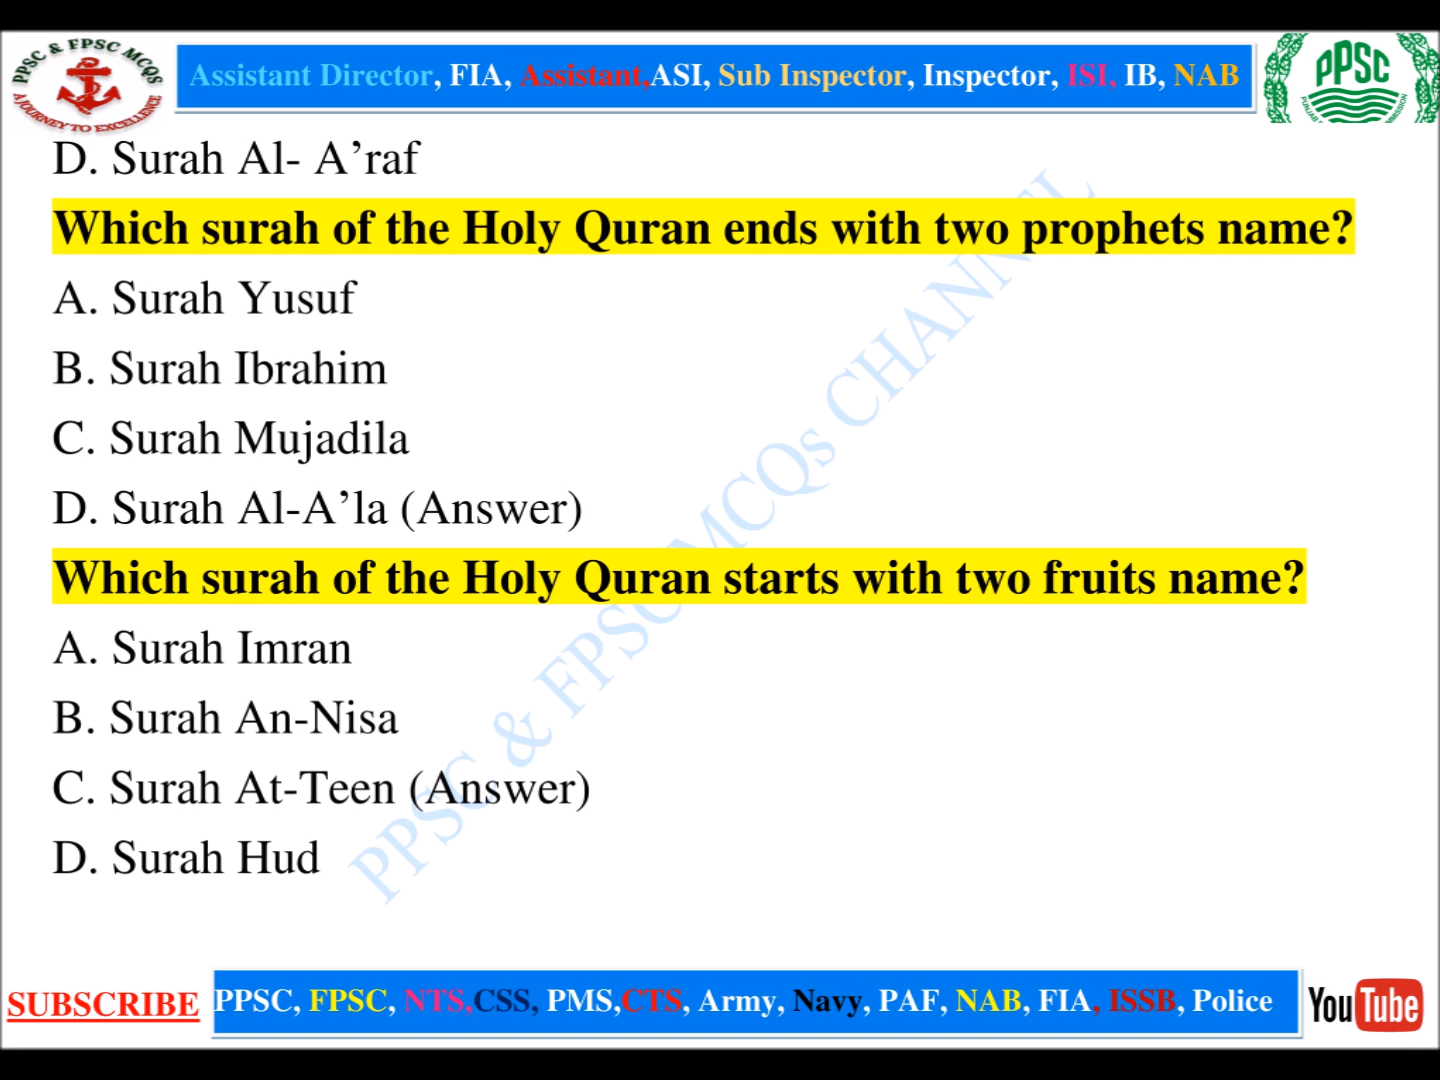 PPSC & FPSC MCQS
A JOURNEY TO EXCELLENCE
Assistant Director, FIA, Assistant,ASI, Sub Inspector, Inspector, ISI, IB, NAB
PPSC
D. Surah Al- A’raf
Which surah of the Holy Quran ends with two prophets name?
A. Surah Yusuf
B. Surah Ibrahim
C. Surah Mujadila
D. Surah Al-A’la (Answer)
Which surah of the Holy Quran starts with two fruits name?
A. Surah Imran
B. Surah An-Nisa
C. Surah At-Teen (Answer)
D. Surah Hud
PPSC & FPSC MCQs CHANNEL
SUBSCRIBE
PPSC, FPSC, NTS,CSS, PMS,CTS, Army, Navy, PAF, NAB, FIA, ISSB, Police
YouTube